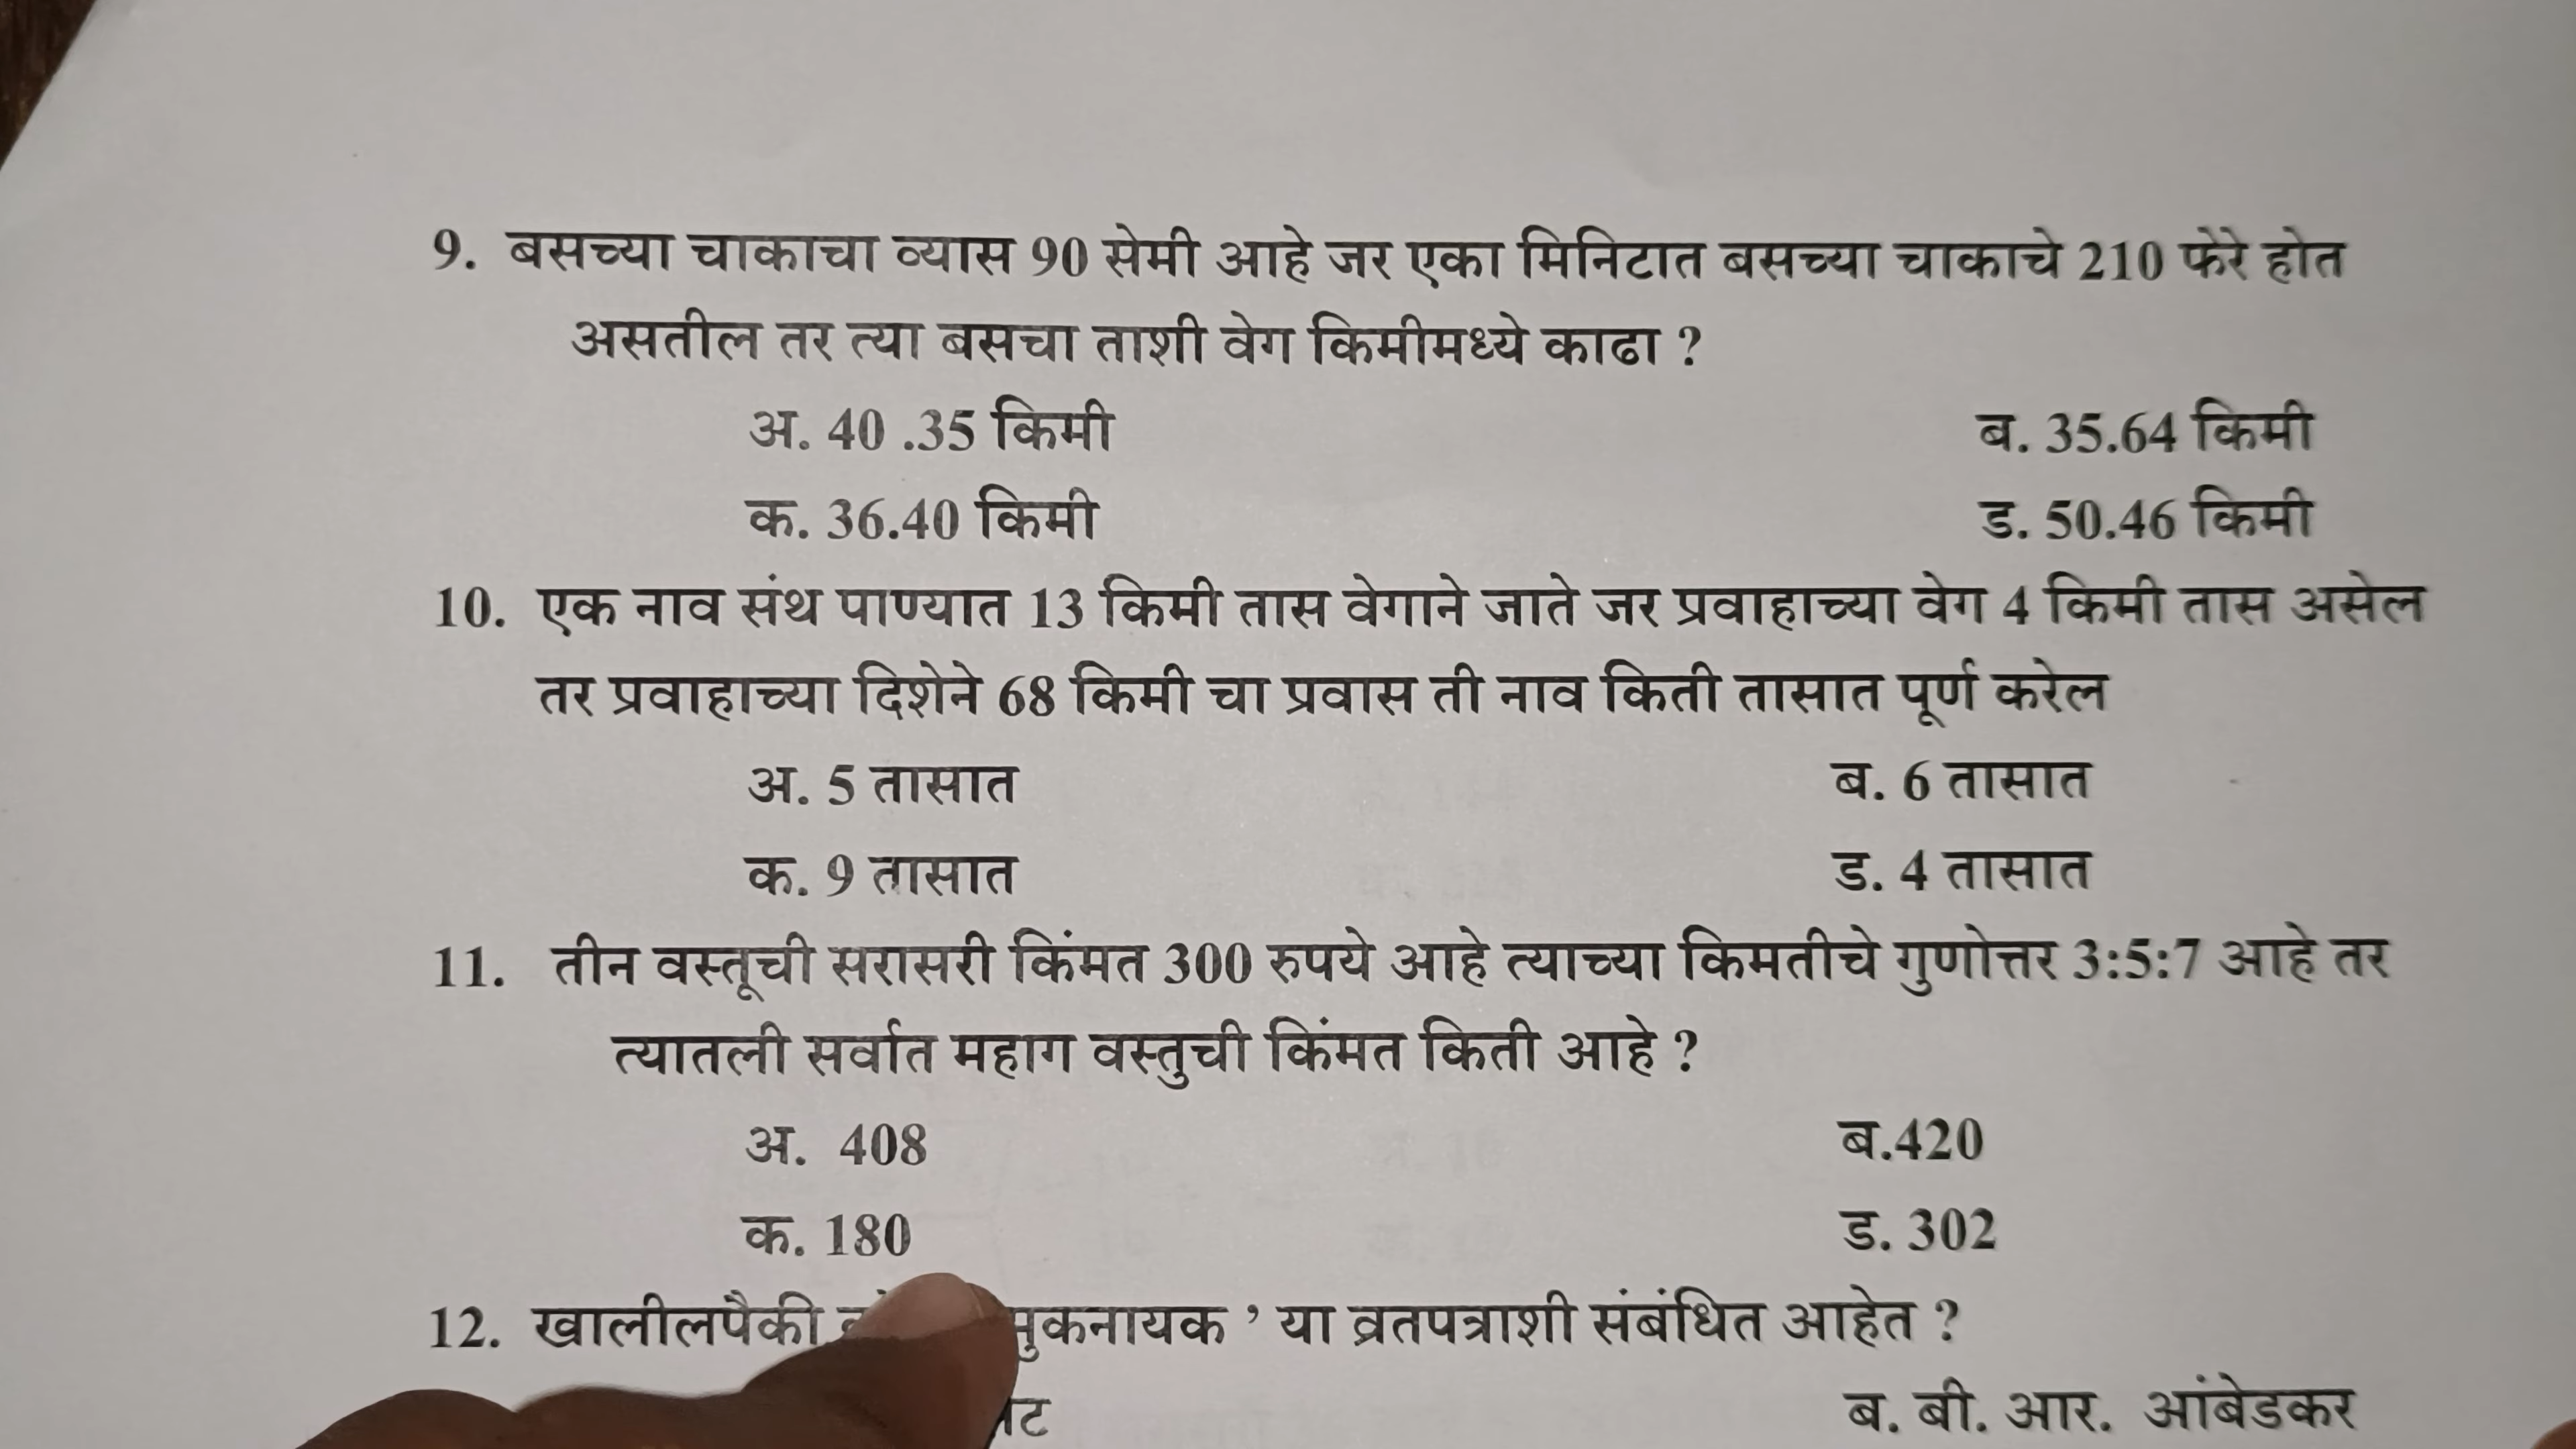 9. बसच्या चाकाचा व्यास 90 सेमी आहे जर एका मिनिटात बसच्या चाकाचे 210 फेरे होत
असतील तर त्या बसचा ताशी वेग किमीमध्ये काढा ?
अ. 40 .35 किमी ब. 35.64 किमी
क. 36.40 किमी ड. 50.46 किमी
10. एक नाव संथ पाण्यात 13 किमी तास वेगाने जाते जर प्रवाहाच्या वेग 4 किमी तास असेल
तर प्रवाहाच्या दिशेने 68 किमी चा प्रवास ती नाव किती तासात पूर्ण करेल
अ. 5 तासात ब. 6 तासात
क. 9 तासात ड. 4 तासात
11. तीन वस्तूची सरासरी किंमत 300 रुपये आहे त्याच्या किमतीचे गुणोत्तर 3:5:7 आहे तर
त्यातली सर्वात महाग वस्तुची किंमत किती आहे ?
अ. 408 ब.420
क. 180 ड. 302
12. खालीलपैकी मुकनायक ’ या व्रतपत्राशी संबंधित आहेत ?
ब. बी. आर. आंबेडकर